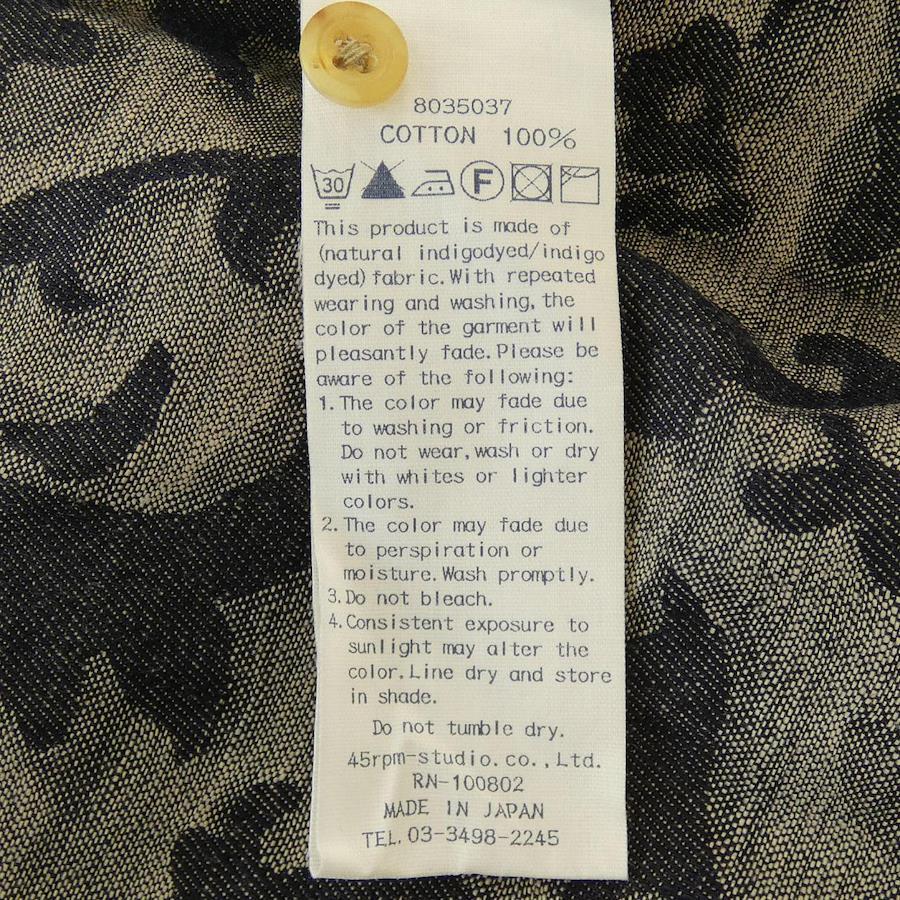 8035037
COTTON 100%
30 F
This product is made of
(natural indigodyed/indigo
dyed) fabric. With repeated
wearing and washing, the
color of the garment will
pleasantly fade. Please be
aware of the following:
1. The color may fade due
to washing or friction.
Do not wear, wash or dry
with whites or lighter
colors.
2. The color may fade due
to perspiration or
moisture. Wash promptly.
3. Do not bleach.
4. Consistent exposure to
sunlight may alter the
color. Line dry and store
in shade.
Do not tumble dry.
45rpm-studio.co.,Ltd.
RN-100802
MADE IN JAPAN
TEL. 03-3498-2245